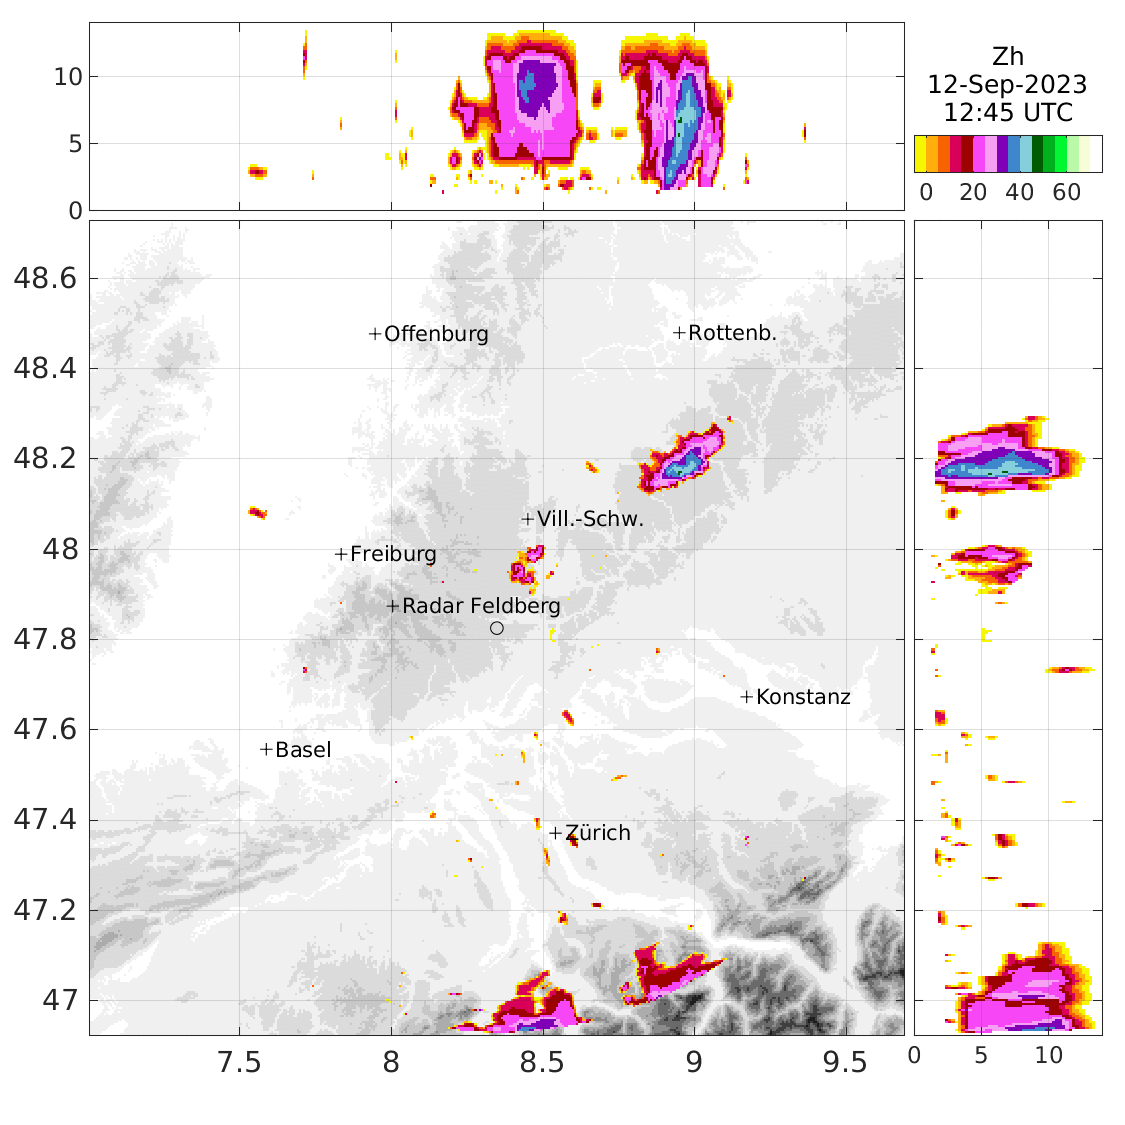 10
5
0
Zh
12-Sep-2023
12:45 UTC
0 20 40 60
48.6
48.4
48.2
48
47.8
47.6
47.4
47.2
47
Offenburg
Rottenb.
Vill.-Schw.
Freiburg
Radar Feldberg
Konstanz
Basel
Zürich
7.5 8 8.5 9 9.5
0 5 10